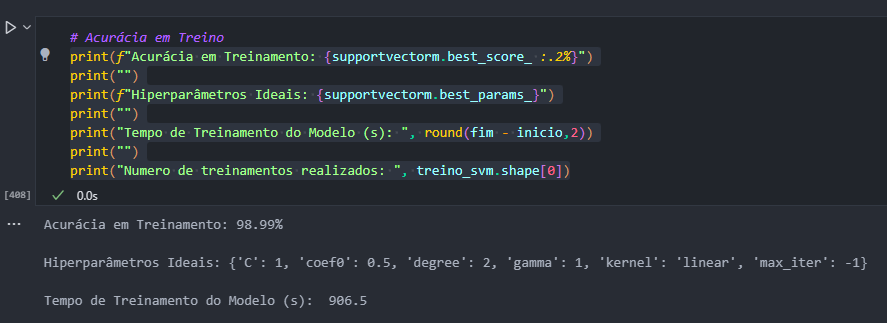 # Acurácia em Treino
print(f"Acurácia em Treinamento: {supportvectorm.best_score_ :.2%}")
print("")
print(f"Hiperparâmetros Ideais: {supportvectorm.best_params_}")
print("")
print("Tempo de Treinamento do Modelo (s): ", round(fim - inicio,2))
print("")
print("Numero de treinamentos realizados: ", treino_svm.shape[0])
[408]
0.0s
Acurácia em Treinamento: 98.99%
Hiperparâmetros Ideais: {'C': 1, 'coef0': 0.5, 'degree': 2, 'gamma': 1, 'kernel': 'linear', 'max_iter': -1}
Tempo de Treinamento do Modelo (s):  906.5